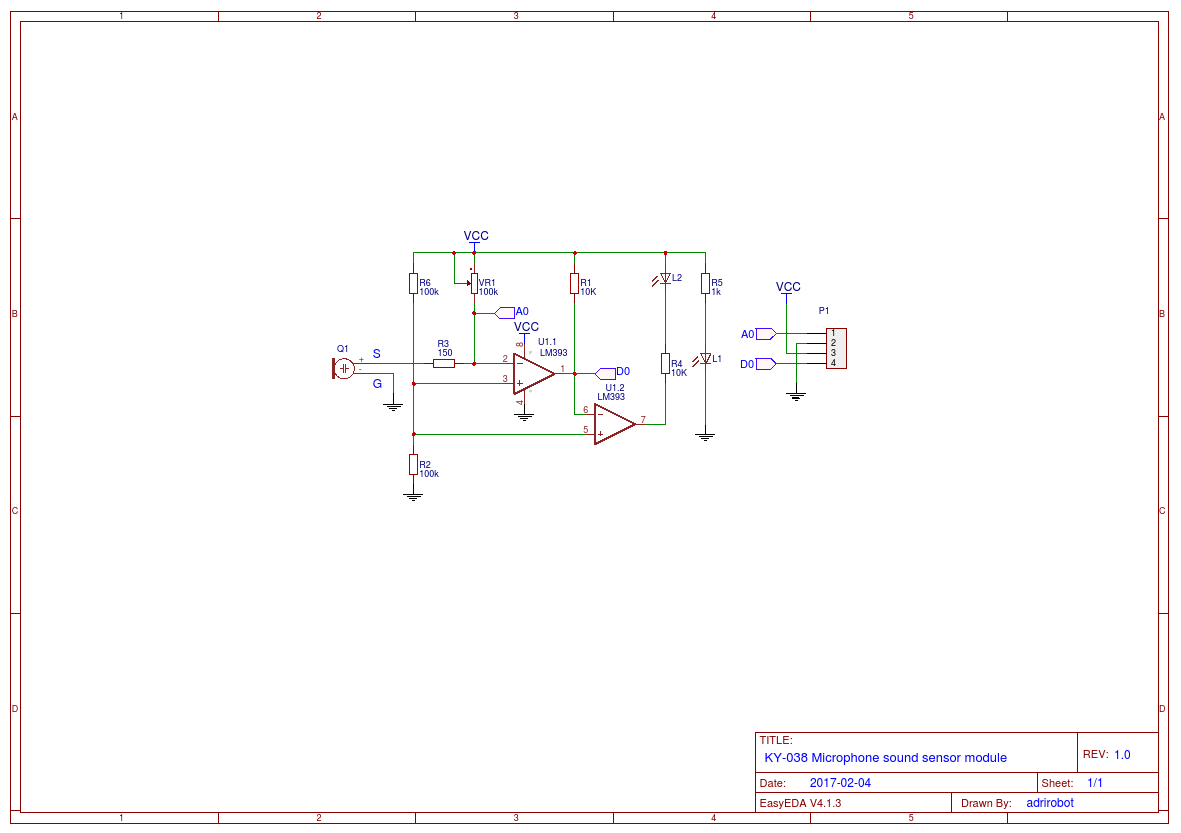 1 2 3 4 5
A A
B B
C C
D D
VCC
R6
100k
VR1
100k
R1
10K
L2
R5
1k
A0
VCC
U1.1
LM393
8
2
3
1
4
Q1
+
-
S
G
R3
150
D0
U1.2
LM393
6
5
7
R4
10K
L1
R2
100k
VCC
P1
A0
D0
1
2
3
4
TITLE:
KY-038 Microphone sound sensor module
REV: 1.0
Date: 2017-02-04
Sheet: 1/1
EasyEDA V4.1.3
Drawn By: adrirobot
1 2 3 4 5